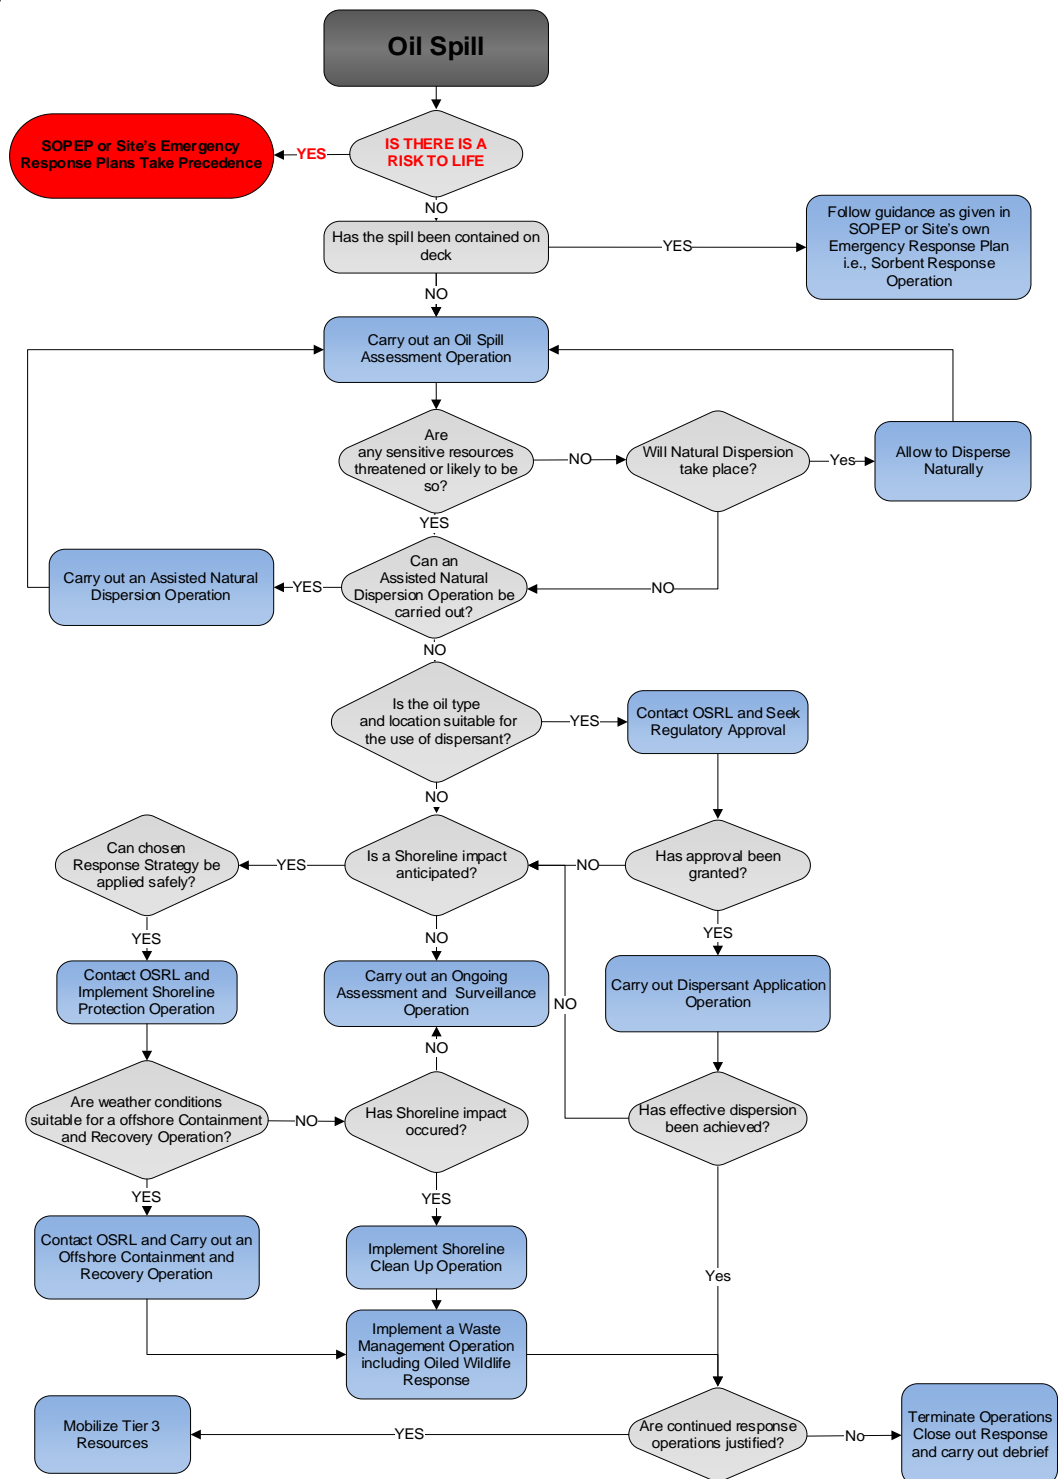 Oil Spill
IS THERE IS A
RISK TO LIFE
YES
SOPEP or Site's Emergency
Response Plans Take Precedence
NO
Has the spill been contained on
deck
YES
Follow guidance as given in
SOPEP or Site's own
Emergency Response Plan
i.e., Sorbent Response
Operation
NO
Carry out an Oil Spill
Assessment Operation
Are
any sensitive resources
threatened or likely to be
so?
NO
Will Natural Dispersion
take place?
Yes
Allow to Disperse
Naturally
YES
Can an
Assisted Natural
Dispersion Operation be
carried out?
YES
Carry out an Assisted Natural
Dispersion Operation
NO
NO
Is the oil type
and location suitable for
the use of dispersant?
YES
Contact OSRL and Seek
Regulatory Approval
NO
Can chosen
Response Strategy be
applied safely?
YES
Is a Shoreline impact
anticipated?
NO
Has approval been
granted?
YES
NO
YES
Contact OSRL and
Implement Shoreline
Protection Operation
Carry out an Ongoing
Assessment and Surveillance
Operation
NO
Carry out Dispersant Application
Operation
NO
Are weather conditions
suitable for a offshore Containment
and Recovery Operation?
NO
Has Shoreline impact
occured?
Has effective dispersion
been achieved?
YES
YES
Contact OSRL and Carry out an
Offshore Containment and
Recovery Operation
Implement Shoreline
Clean Up Operation
Yes
Implement a Waste
Management Operation
including Oiled Wildlife
Response
Mobilize Tier 3
Resources
YES
Are continued response
operations justified?
No
Terminate Operations
Close out Response
and carry out debrief